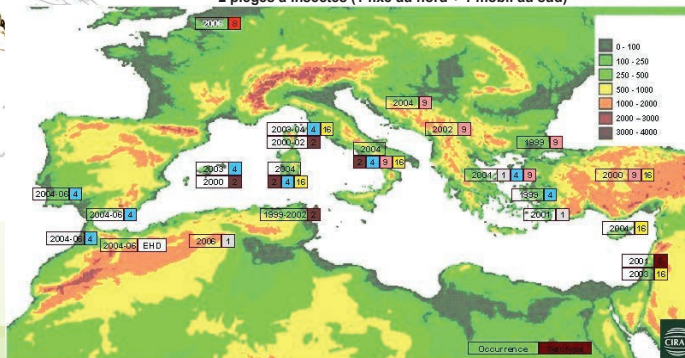 2 pièges à insectes (1 fixe au nord + 1 mobil au sud)
2006 8
0 - 100
100 - 250
250 - 500
500 - 1000
1000 - 2000
2000 – 3000
3000 - 4000
2004 9
2003-04 4 16
2000-02 2
2002 9
1999 9
2004
2 4 9 16
2003 4
2000 2
2004
2 4 16
2001 1 4 9
2000 9 16
2004-06 4
1999 4
2004-06 4
1999-2002 2
2001 1
2004 16
2004-06 4
2004-06 EHD
2006 1
2001
2003 16
Occurrence
CIRAD